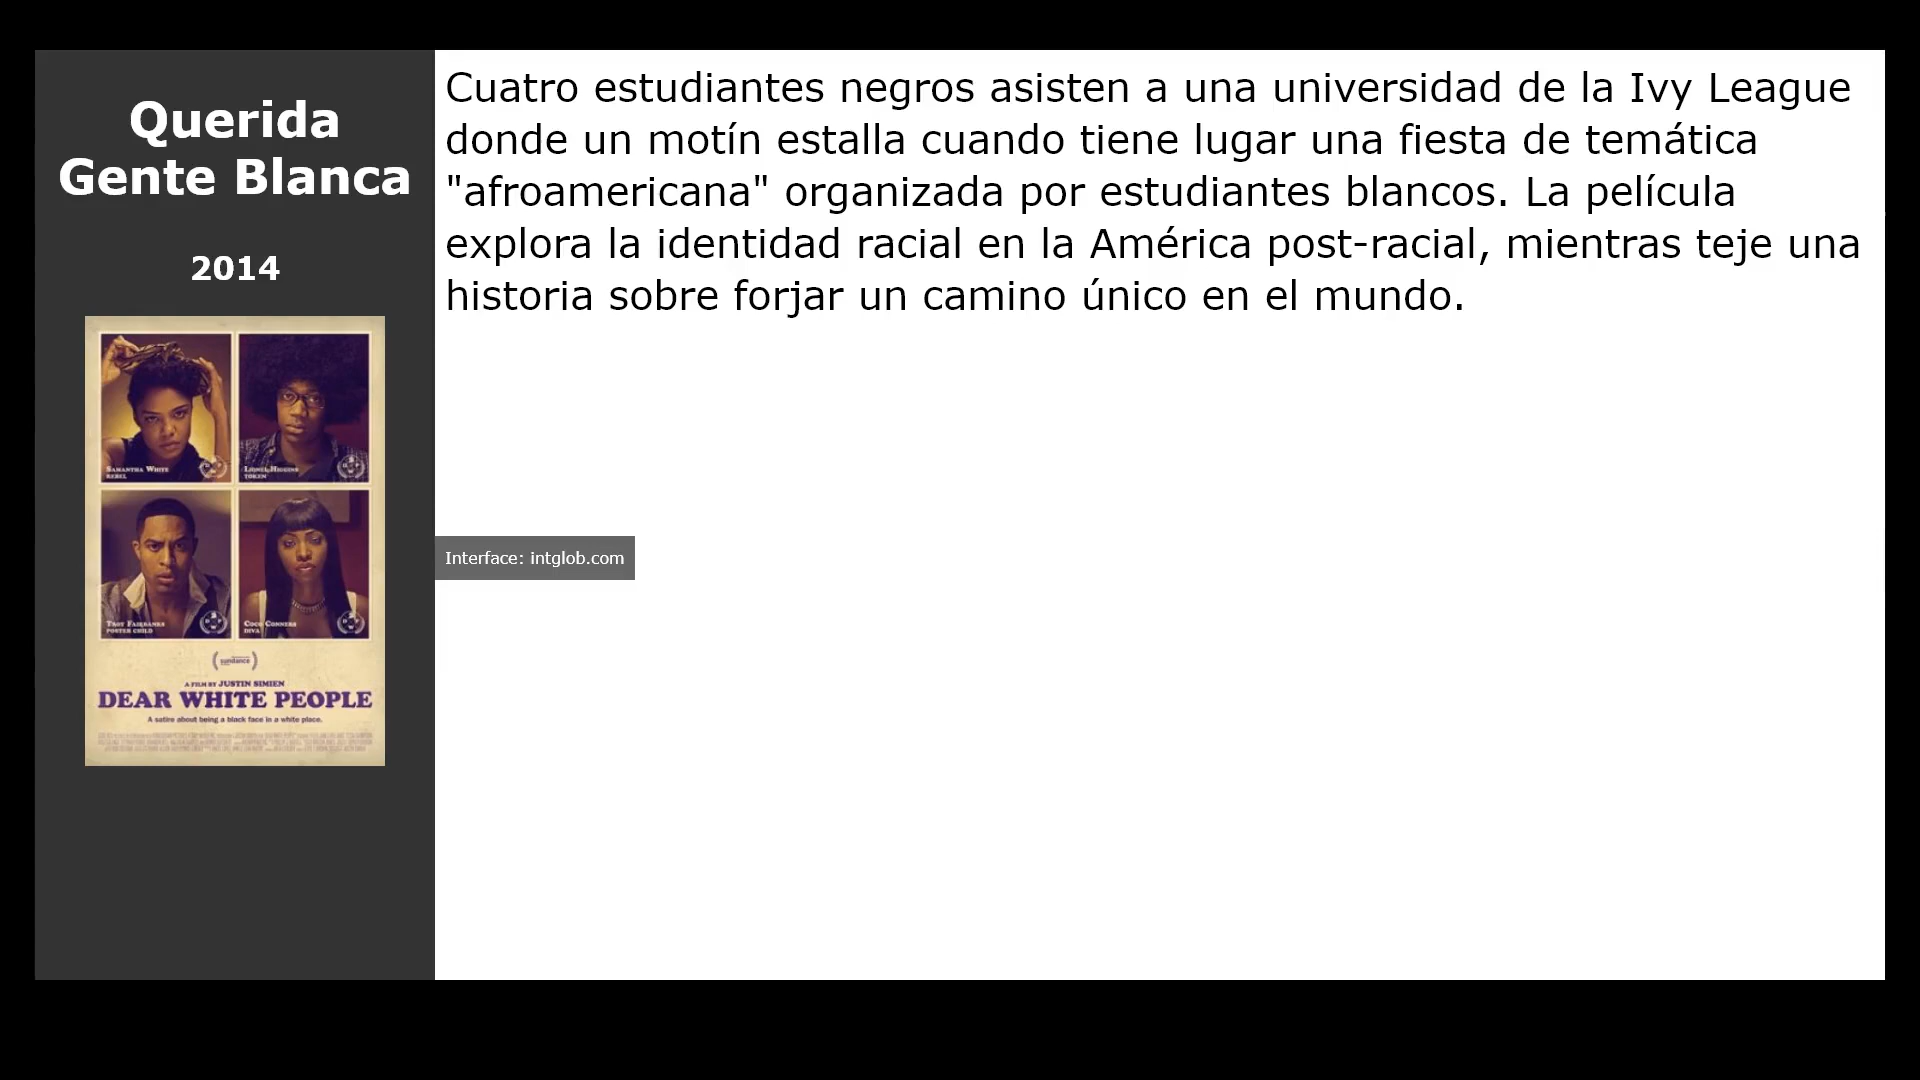 Querida
Gente Blanca
2014
SAMANTHA WHITE
REBEL
LIONEL HIGGINS
TOKEN
TROY FAIRBANKS
POSTER CHILD
COCO CONNERS
DIVA
sundance
A FILM BY JUSTIN SIMIEN
DEAR WHITE PEOPLE
A satire about being a black face in a white place.
Cuatro estudiantes negros asisten a una universidad de la Ivy League
donde un motín estalla cuando tiene lugar una fiesta de temática
"afroamericana" organizada por estudiantes blancos. La película
explora la identidad racial en la América post-racial, mientras teje una
historia sobre forjar un camino único en el mundo.
Interface: intglob.com